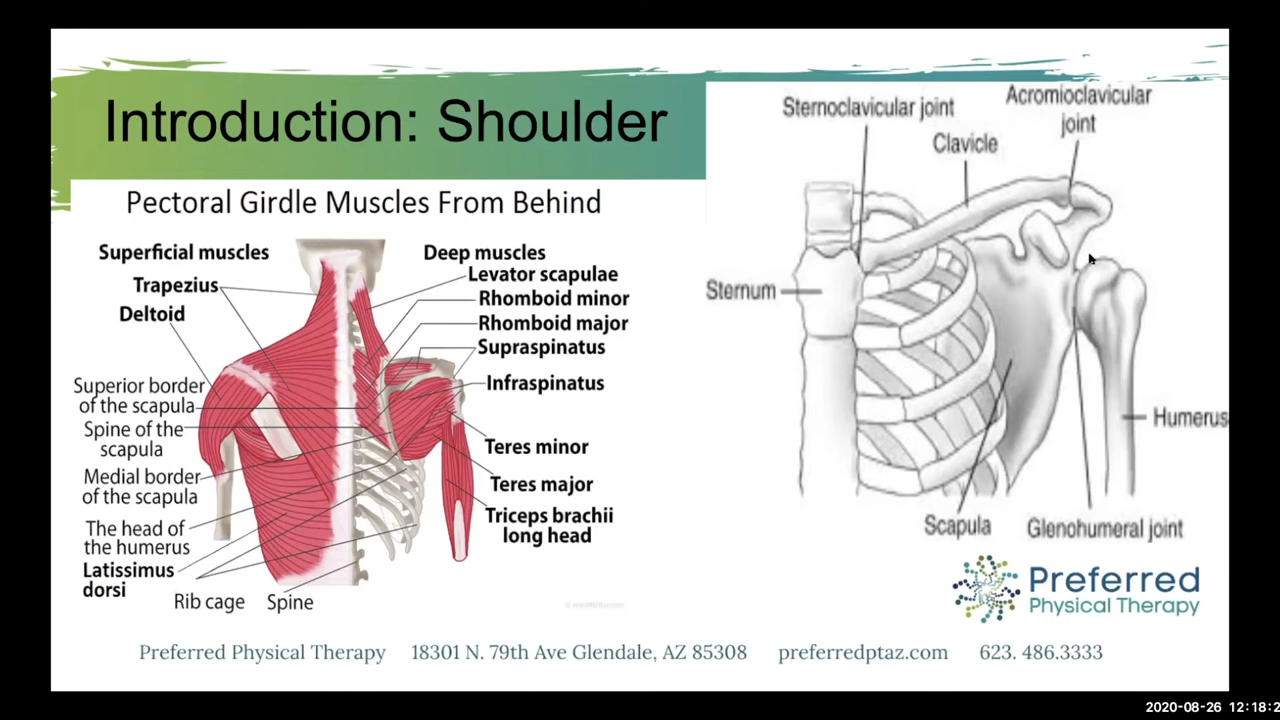 Introduction: Shoulder
Pectoral Girdle Muscles From Behind
Superficial muscles
Trapezius
Deltoid
Superior border
of the scapula
Spine of the
scapula
Medial border
of the scapula
The head of
the humerus
Latissimus
dorsi
Rib cage
Spine
Deep muscles
Levator scapulae
Rhomboid minor
Rhomboid major
Supraspinatus
Infraspinatus
Teres minor
Teres major
Triceps brachii
long head
Sternoclavicular joint
Acromioclavicular
joint
Clavicle
Sternum
Humerus
Scapula
Glenohumeral joint
Preferred
Physical Therapy
Preferred Physical Therapy 18301 N. 79th Ave Glendale, AZ 85308 preferredptaz.com 623. 486.3333
2020-08-26 12:18:2